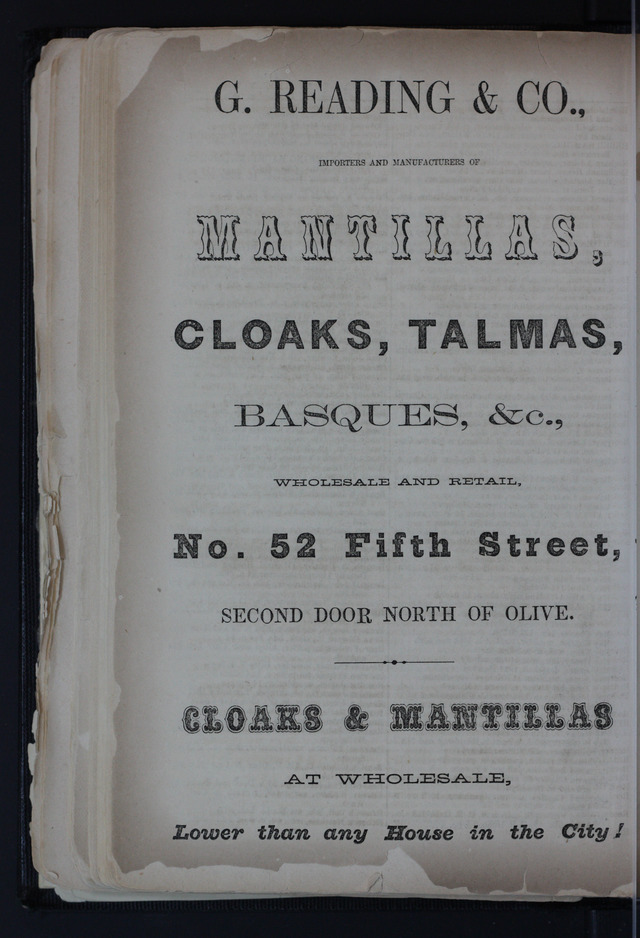 G. READING & CO.,
IMPORTERS AND MANUFACTURERS OF
MANTILLAS,
CLOAKS, TALMAS,
BASQUES, &c.,
WHOLESALE AND RETAIL,
No. 52 Fifth Street,
SECOND DOOR NORTH OF OLIVE.
CLOAKS & MANTILLAS
AT WHOLESALE,
Lower than any House in the City!